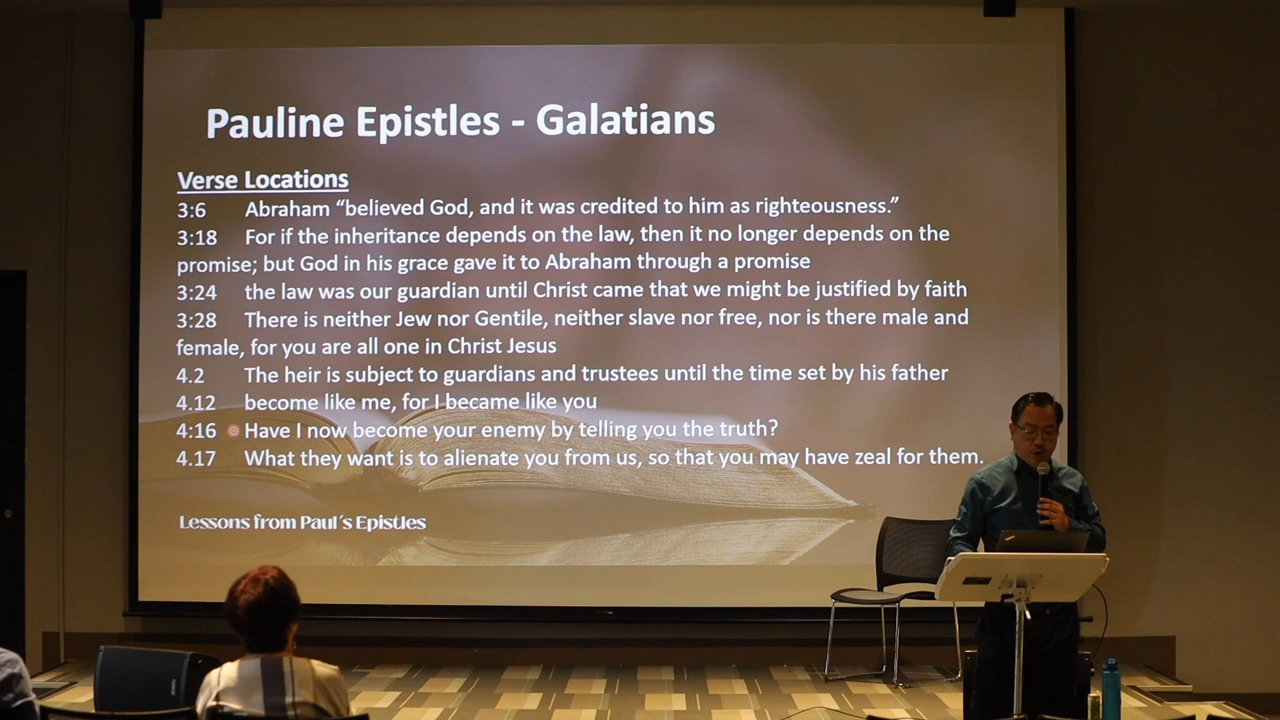 Pauline Epistles - Galatians
Verse Locations
3:6 Abraham “believed God, and it was credited to him as righteousness.”
3:18 For if the inheritance depends on the law, then it no longer depends on the
promise; but God in his grace gave it to Abraham through a promise
3:24 the law was our guardian until Christ came that we might be justified by faith
3:28 There is neither Jew nor Gentile, neither slave nor free, nor is there male and
female, for you are all one in Christ Jesus
4.2 The heir is subject to guardians and trustees until the time set by his father
4.12 become like me, for I became like you
4:16 Have I now become your enemy by telling you the truth?
4.17 What they want is to alienate you from us, so that you may have zeal for them.
Lessons from Paul's Epistles